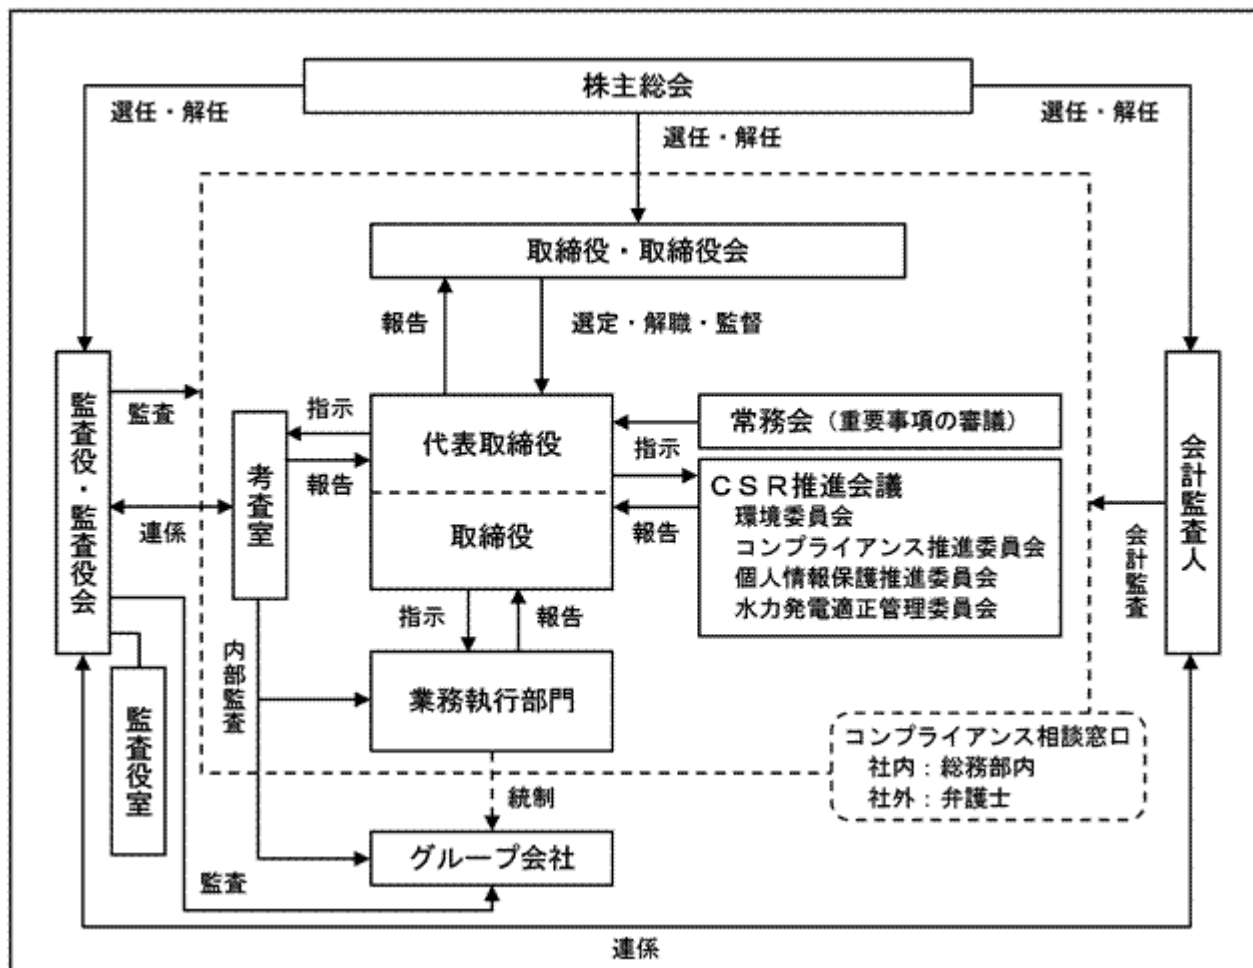 株主総会
選任・解任
選任・解任
選任・解任
取締役・取締役会
報告
選定・解職・監督
監査役・監査役会
監査
連係
考査室
指示
報告
代表取締役
取締役
常務会（重要事項の審議）
指示
報告
ＣＳＲ推進会議
環境委員会
コンプライアンス推進委員会
個人情報保護推進委員会
水力発電適正管理委員会
会計監査人
会計監査
指示
報告
内部監査
業務執行部門
監査役室
コンプライアンス相談窓口
社内：総務部内
社外：弁護士
統制
グループ会社
監査
連係